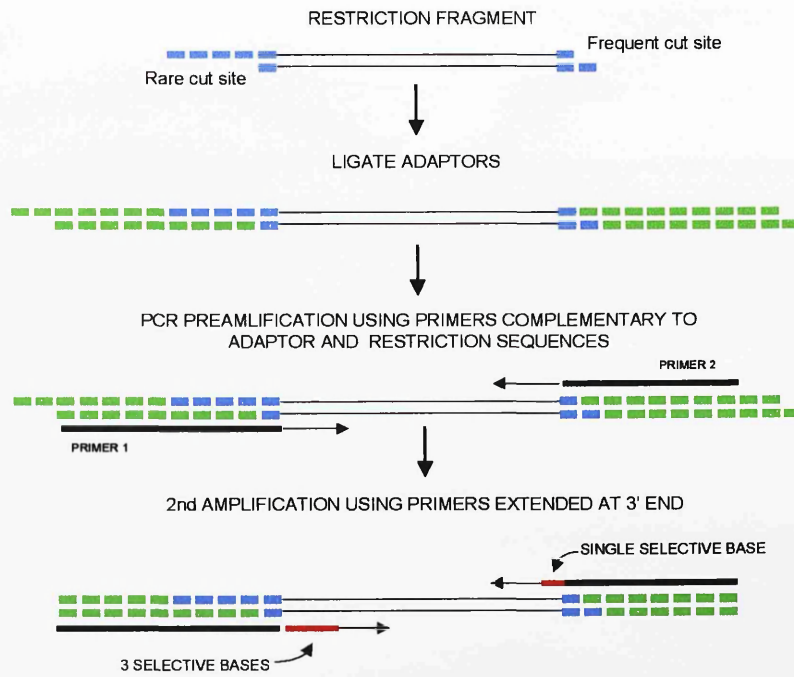 RESTRICTION FRAGMENT
Frequent cut site
Rare cut site
LIGATE ADAPTORS
PCR PREAMLIFICATION USING PRIMERS COMPLEMENTARY TO
ADAPTOR AND RESTRICTION SEQUENCES
PRIMER 2
PRIMER 1
2nd AMPLIFICATION USING PRIMERS EXTENDED AT 3' END
SINGLE SELECTIVE BASE
3 SELECTIVE BASES